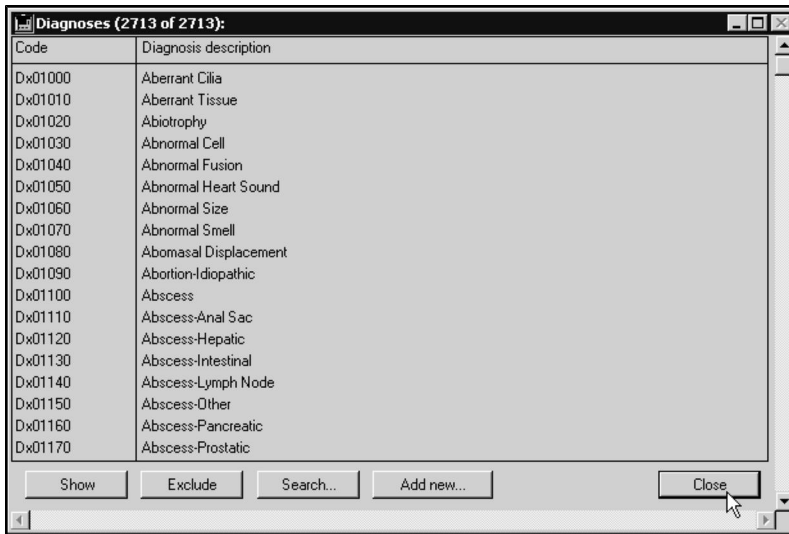 Diagnoses (2713 of 2713):
Code Diagnosis description
Dx01000 Aberrant Cilia
Dx01010 Aberrant Tissue
Dx01020 Abiotrophy
Dx01030 Abnormal Cell
Dx01040 Abnormal Fusion
Dx01050 Abnormal Heart Sound
Dx01060 Abnormal Size
Dx01070 Abnormal Smell
Dx01080 Abomasal Displacement
Dx01090 Abortion-Idiopathic
Dx01100 Abscess
Dx01110 Abscess-Anal Sac
Dx01120 Abscess-Hepatic
Dx01130 Abscess-Intestinal
Dx01140 Abscess-Lymph Node
Dx01150 Abscess-Other
Dx01160 Abscess-Pancreatic
Dx01170 Abscess-Prostatic
Show Exclude Search... Add new... Close